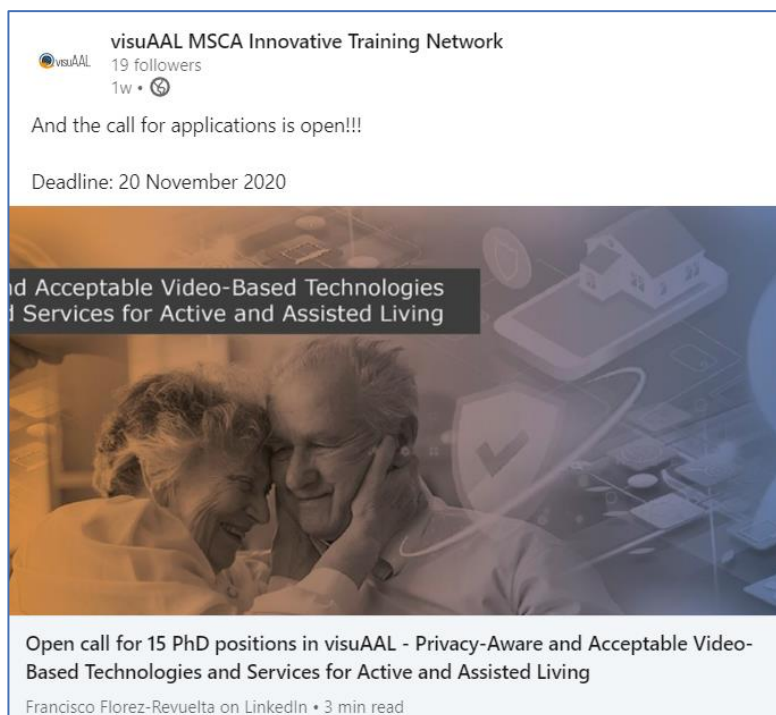 visuAAL
visuAAL MSCA Innovative Training Network
19 followers
1w •
And the call for applications is open!!!
Deadline: 20 November 2020
d Acceptable Video-Based Technologies
d Services for Active and Assisted Living
Open call for 15 PhD positions in visuAAL - Privacy-Aware and Acceptable Video-
Based Technologies and Services for Active and Assisted Living
Francisco Florez-Revuelta on LinkedIn • 3 min read